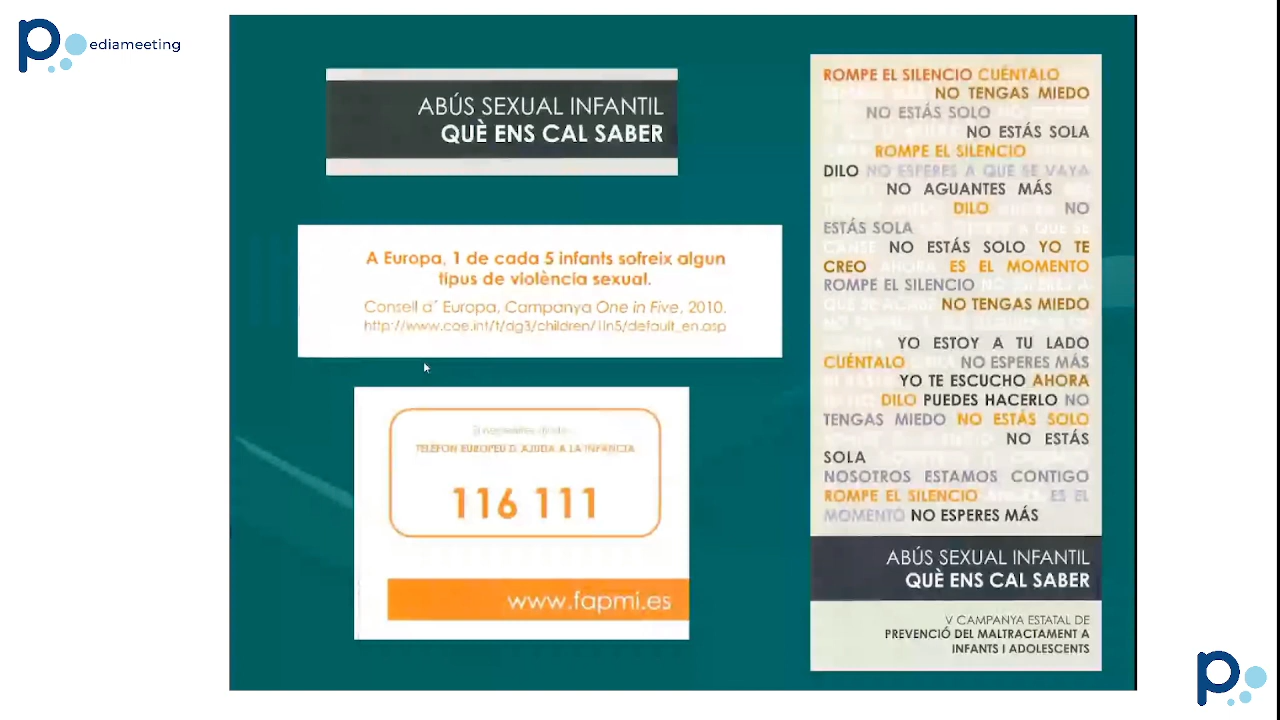 ediameeting
ABÚS SEXUAL INFANTIL
QUÈ ENS CAL SABER
A Europa, 1 de cada 5 infants sofreix algun
tipus de violència sexual.
Consell d´ Europa, Campanya One in Five, 2010.
http://www.coe.int/t/dg3/children/1in5/default_en.asp
TELÈFON EUROPEU D' AJUDA A LA INFÀNCIA
116 111
www.fapmi.es
ROMPE EL SILENCIO CUÉNTALO
NO TENGAS MIEDO
NO ESTÁS SOLO
NO ESTÁS SOLA
ROMPE EL SILENCIO
DILO NO ESPERES A QUE SE VAYA
NO AGUANTES MÁS
DILO NO
ESTÁS SOLA
NO ESTÁS SOLO YO TE
CREO AHORA ES EL MOMENTO
ROMPE EL SILENCIO
NO TENGAS MIEDO
YO ESTOY A TU LADO
CUÉNTALO NO ESPERES MÁS
YO TE ESCUCHO AHORA
DILO PUEDES HACERLO NO
TENGAS MIEDO NO ESTÁS SOLO
NO ESTÁS
SOLA
NOSOTROS ESTAMOS CONTIGO
ROMPE EL SILENCIO ES EL
MOMENTO NO ESPERES MÁS
ABÚS SEXUAL INFANTIL
QUÈ ENS CAL SABER
V CAMPANYA ESTATAL DE
PREVENCIÓ DEL MALTRACTAMENT A
INFANTS I ADOLESCENTS